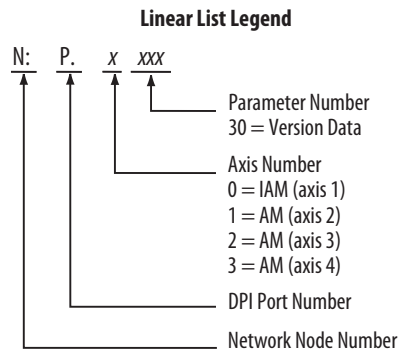 Linear List Legend
N: P. x xxx
Parameter Number
30 = Version Data
Axis Number
0 = IAM (axis 1)
1 = AM (axis 2)
2 = AM (axis 3)
3 = AM (axis 4)
DPI Port Number
Network Node Number